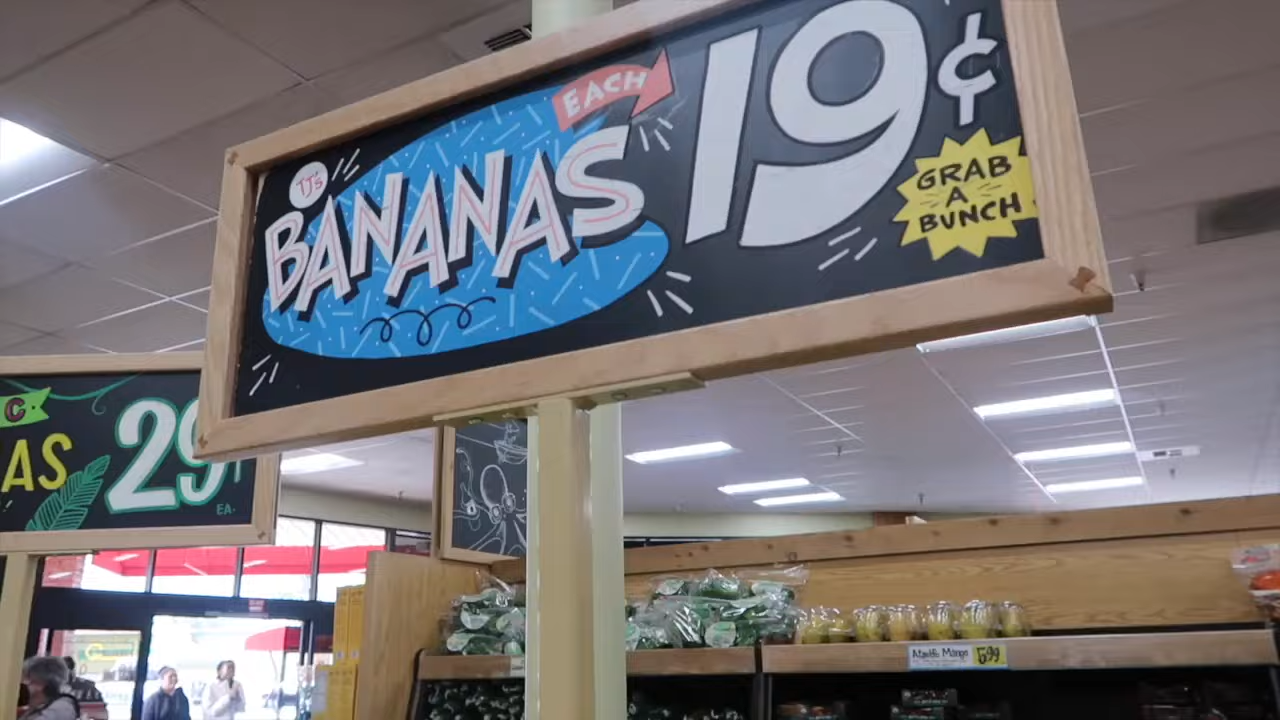 EACH
19¢
TJ's
BANANAS
GRAB
A
BUNCH
C
AS
29¢
EA.
Ataulfo Mango
5.99